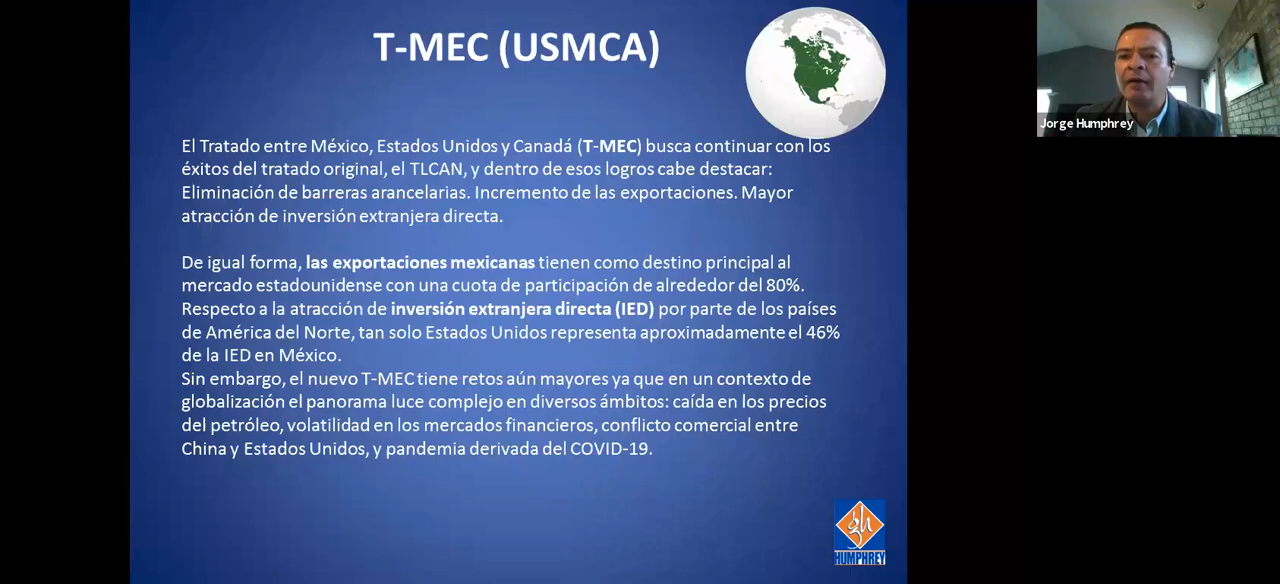 T-MEC (USMCA)
El Tratado entre México, Estados Unidos y Canadá (T-MEC) busca continuar con los
éxitos del tratado original, el TLCAN, y dentro de esos logros cabe destacar:
Eliminación de barreras arancelarias. Incremento de las exportaciones. Mayor
atracción de inversión extranjera directa.
De igual forma, las exportaciones mexicanas tienen como destino principal al
mercado estadounidense con una cuota de participación de alrededor del 80%.
Respecto a la atracción de inversión extranjera directa (IED) por parte de los países
de América del Norte, tan solo Estados Unidos representa aproximadamente el 46%
de la IED en México.
Sin embargo, el nuevo T-MEC tiene retos aún mayores ya que en un contexto de
globalización el panorama luce complejo en diversos ámbitos: caída en los precios
del petróleo, volatilidad en los mercados financieros, conflicto comercial entre
China y Estados Unidos, y pandemia derivada del COVID-19.
gh
HUMPHREY
Jorge Humphrey